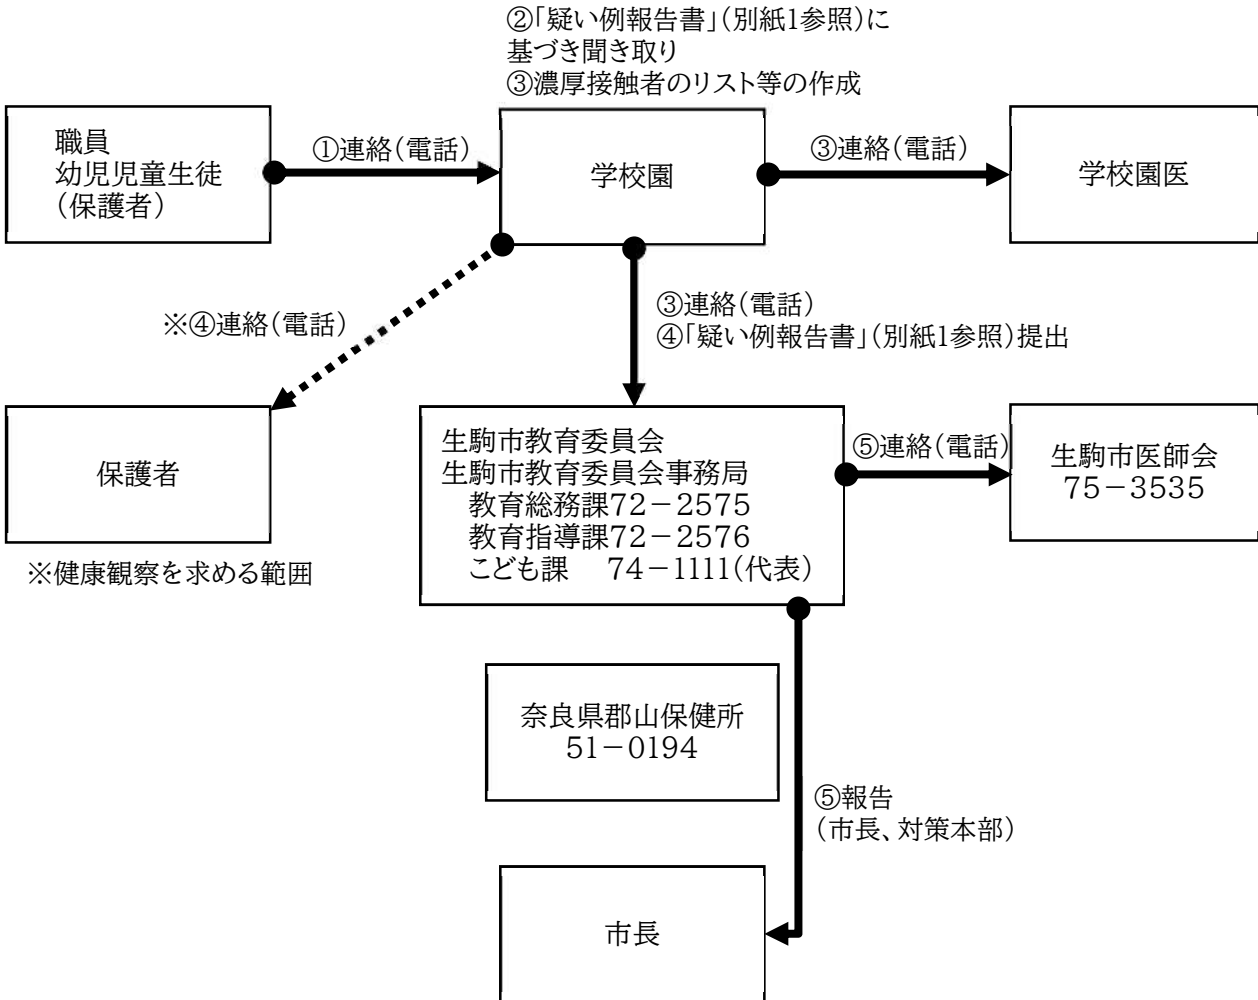 ②「疑い例報告書」(別紙1参照)に
基づき聞き取り
③濃厚接触者のリスト等の作成
職員
幼児児童生徒
(保護者)
①連絡(電話)
学校園
③連絡(電話)
学校園医
※④連絡(電話)
③連絡(電話)
④「疑い例報告書」(別紙1参照)提出
保護者
※健康観察を求める範囲
生駒市教育委員会
生駒市教育委員会事務局
教育総務課72-2575
教育指導課72-2576
こども課 74-1111(代表)
⑤連絡(電話)
生駒市医師会
75-3535
奈良県郡山保健所
51-0194
⑤報告
(市長、対策本部)
市長